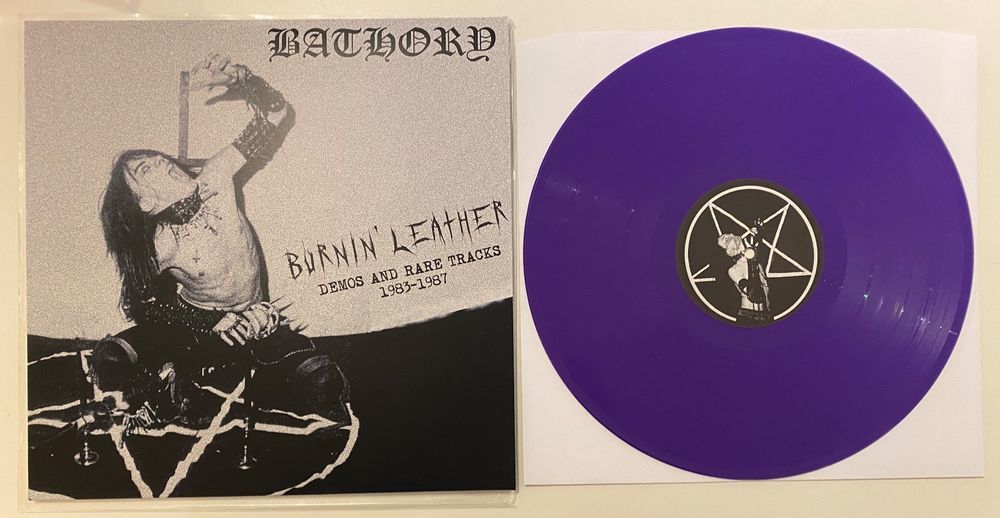 BATHORY
BURNIN' LEATHER
DEMOS AND RARE TRACKS
1983-1987